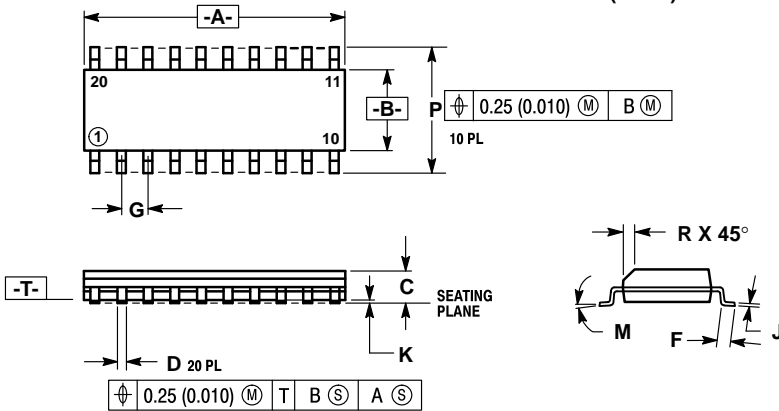 -A-
20
11
-B-
P
⌖ 0.25 (0.010) Ⓜ B Ⓜ
10 PL
①
10
G
R X 45°
-T-
C
SEATING
PLANE
M
F
J
K
D 20 PL
⌖ 0.25 (0.010) Ⓜ T B Ⓢ A Ⓢ